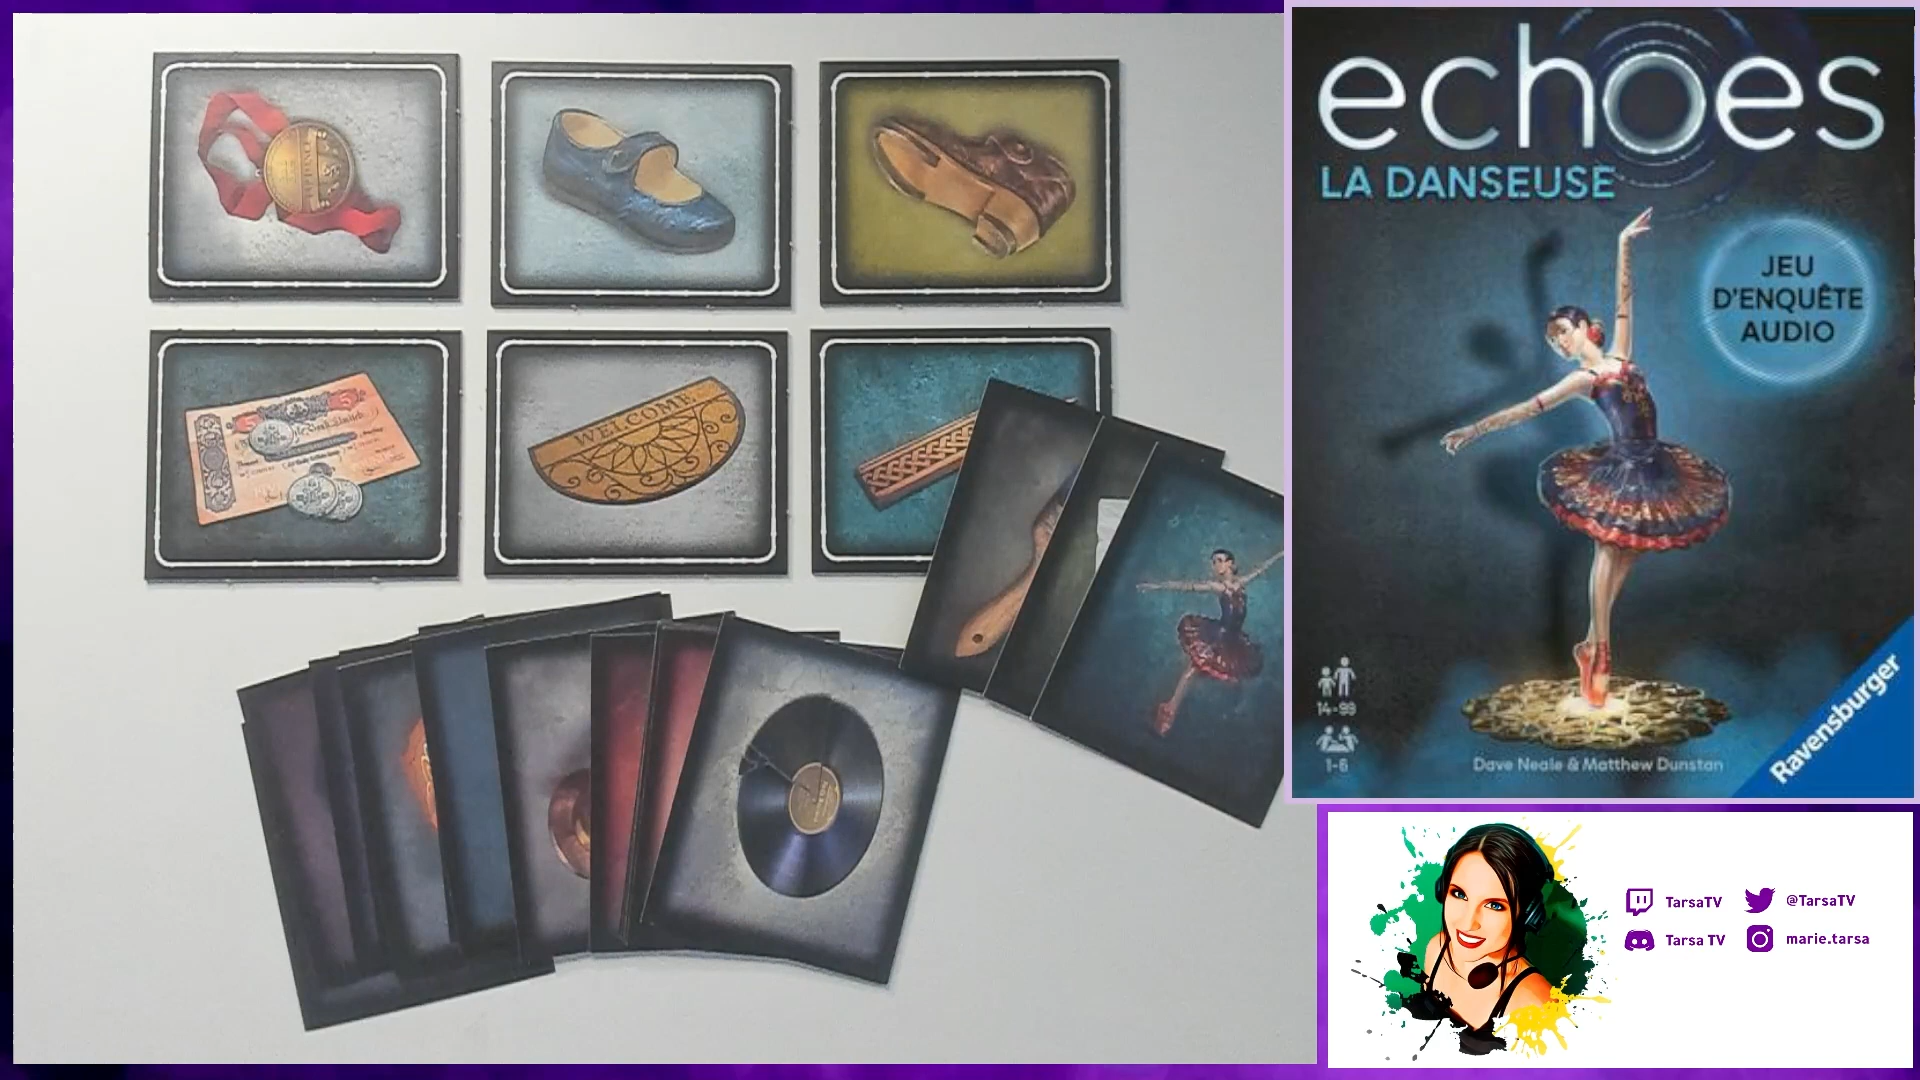 WELCOME
echoes
LA DANSEUSE
JEU
D'ENQUÊTE
AUDIO
14-99
1-6
Dave Neale & Matthew Dunstan
Ravensburger
TarsaTV
@TarsaTV
Tarsa TV
marie.tarsa